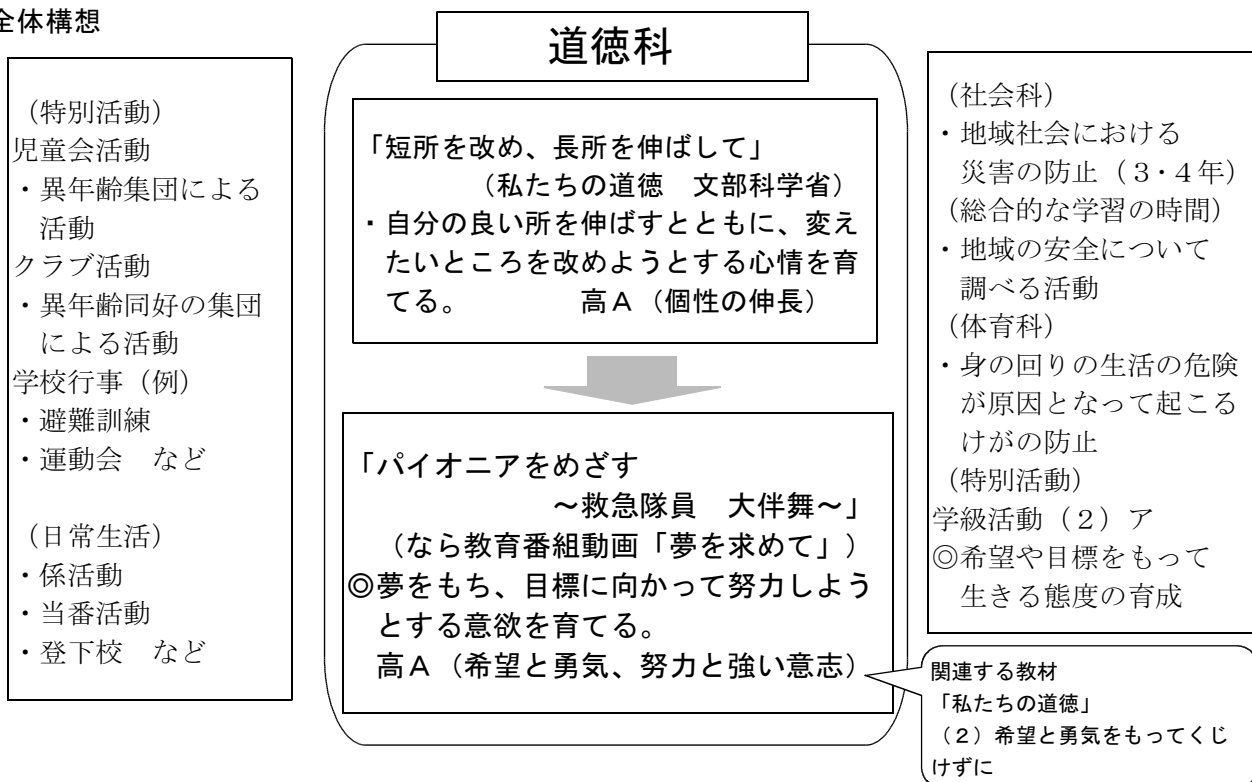 全体構想
道徳科
(特別活動)
児童会活動
・異年齢集団による
活動
クラブ活動
・異年齢同好の集団
による活動
学校行事(例)
・避難訓練
・運動会 など
(日常生活)
・係活動
・当番活動
・登下校 など
「短所を改め、長所を伸ばして」
(私たちの道徳 文部科学省)
・自分の良い所を伸ばすとともに、変え
たいところを改めようとする心情を育
てる。 高A(個性の伸長)
「パイオニアをめざす
~救急隊員 大伴舞~」
(なら教育番組動画「夢を求めて」)
◎夢をもち、目標に向かって努力しよう
とする意欲を育てる。
高A(希望と勇気、努力と強い意志)
(社会科)
・地域社会における
災害の防止(3・4年)
(総合的な学習の時間)
・地域の安全について
調べる活動
(体育科)
・身の回りの生活の危険
が原因となって起こる
けがの防止
(特別活動)
学級活動(2)ア
◎希望や目標をもって
生きる態度の育成
関連する教材
「私たちの道徳」
(2)希望と勇気をもってくじ
けずに